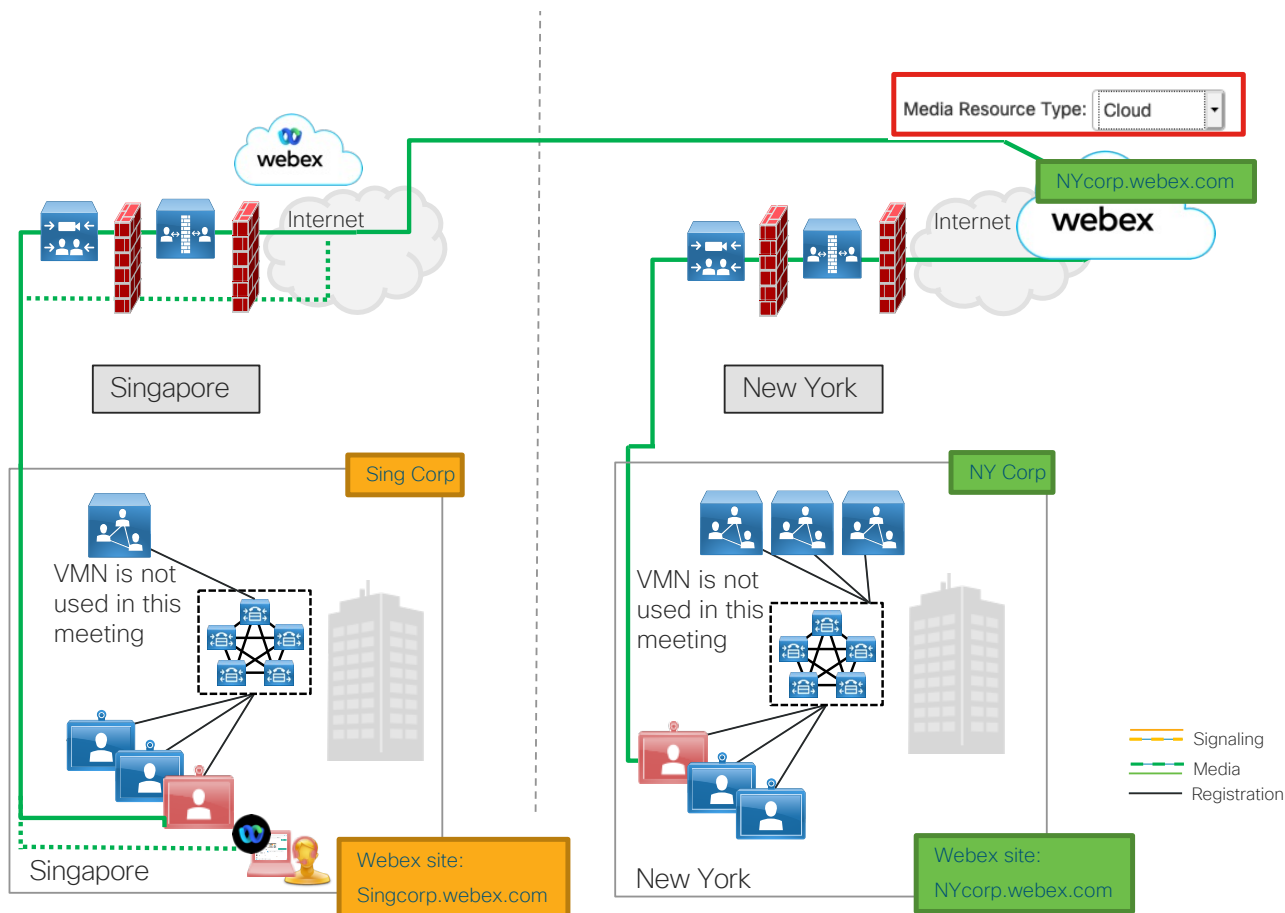 Media Resource Type: Cloud
webex
NYcorp.webex.com
Internet
Internet
webex
Singapore
New York
Sing Corp
NY Corp
VMN is not
used in this
meeting
VMN is not
used in this
meeting
Signaling
Media
Registration
Singapore
Webex site:
Singcorp.webex.com
New York
Webex site:
NYcorp.webex.com